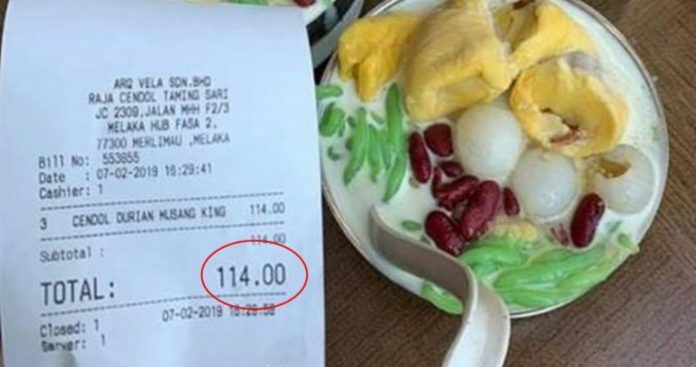 ARQ VELA SDN.BHD
RAJA CENDOL TAMING SARI
JC 2309,JALAN MHH F2/3
MELAKA HUB FASA 2,
77300 MERLIMAU,MELAKA
Bill No: 553655
Date : 07-02-2019 16:29:41
Cashier: 1
3 CENDOL DURIAN MUSANG KING 114.00
Subtotal : 114.00
TOTAL: 114.00
07-02-2019
Closed: 1
Server: 1